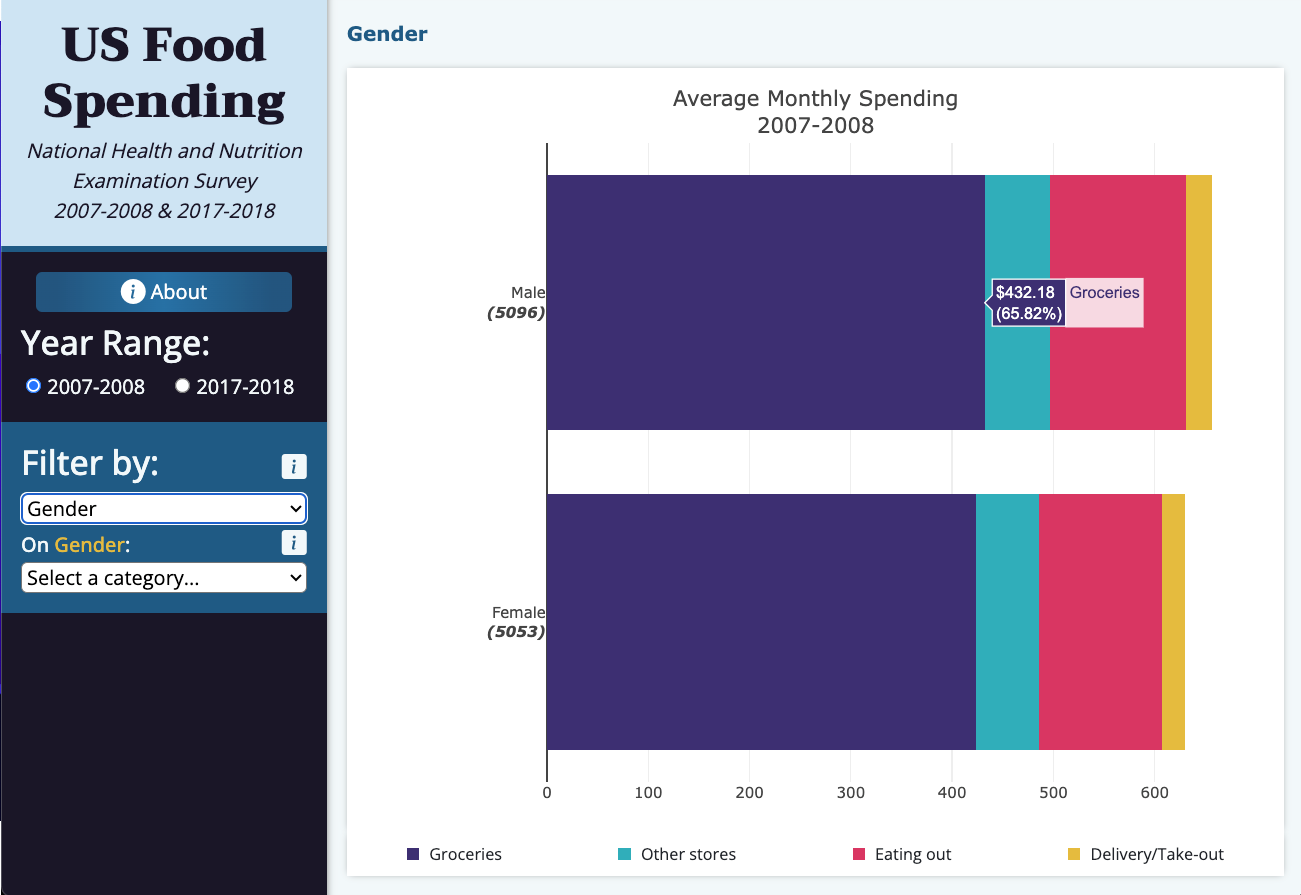 US Food
Spending
National Health and Nutrition
Examination Survey
2007-2008 & 2017-2018
i About
Year Range:
2007-2008 2017-2018
Filter by: i
Gender
On Gender: i
Select a category...
Gender
Average Monthly Spending
2007-2008
Male
(5096)
$432.18 Groceries
(65.82%)
Female
(5053)
0 100 200 300 400 500 600
Groceries Other stores Eating out Delivery/Take-out